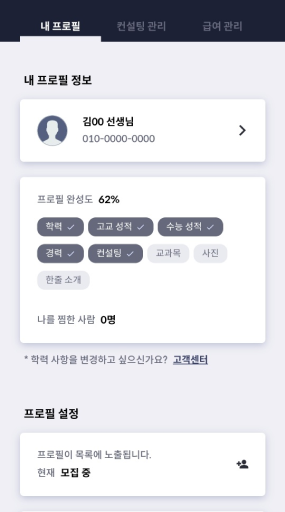 내 프로필
컨설팅 관리
급여 관리
내 프로필 정보
김00 선생님
010-0000-0000
프로필 완성도 62%
학력
고교 성적
수능 성적
경력
컨설팅
교과목
사진
한줄 소개
나를 찜한 사람 0명
* 학력 사항을 변경하고 싶으신가요? 고객센터
프로필 설정
프로필이 목록에 노출됩니다.
현재 모집 중